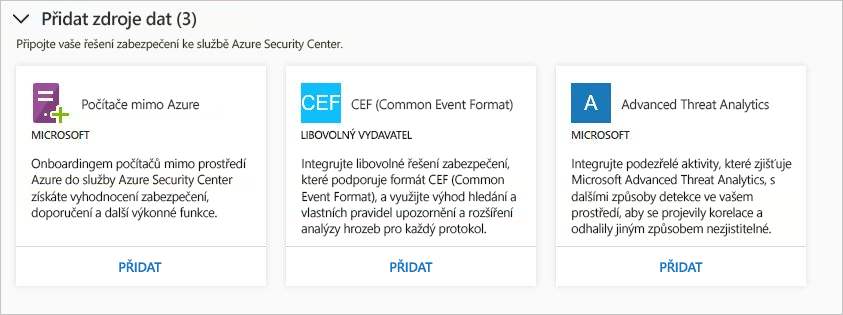 Přidat zdroje dat (3)
Připojte vaše řešení zabezpečení ke službě Azure Security Center.
Počítače mimo Azure
MICROSOFT
Onboardingem počítačů mimo prostředí
Azure do služby Azure Security Center
získáte vyhodnocení zabezpečení,
doporučení a další výkonné funkce.
PŘIDAT
CEF
CEF (Common Event Format)
LIBOVOLNÝ VYDAVATEL
Integrujte libovolné řešení zabezpečení,
které podporuje formát CEF (Common
Event Format), a využijte výhod hledání a
vlastních pravidel upozornění a rozšíření
analýzy hrozeb pro každý protokol.
PŘIDAT
A
Advanced Threat Analytics
MICROSOFT
Integrujte podezřelé aktivity, které zjišťuje
Microsoft Advanced Threat Analytics, s
dalšími způsoby detekce ve vašem
prostředí, aby se projevily korelace a
odhalily jiným způsobem nezjistitelné.
PŘIDAT